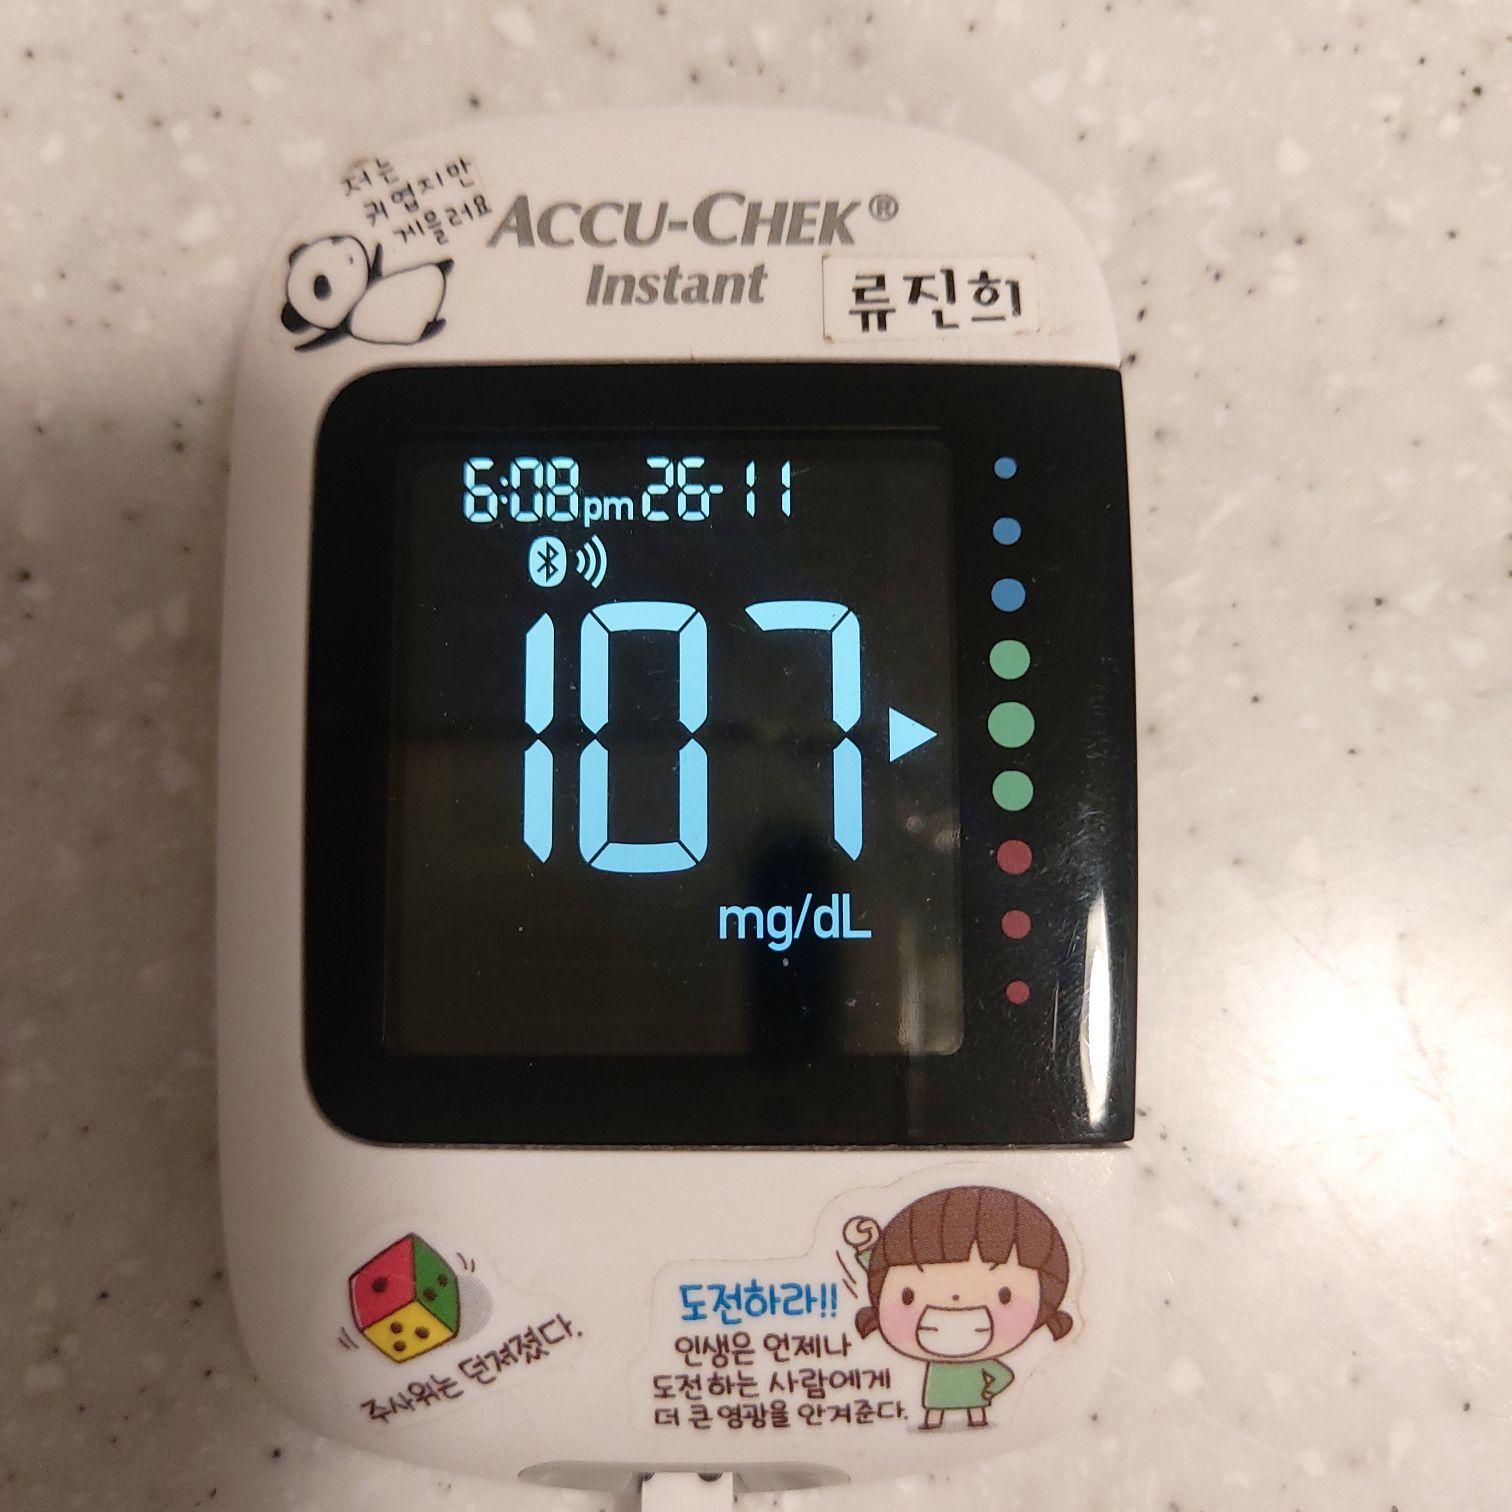 저는
귀엽지만
게을러요
ACCU-CHEK®
Instant
류진희
6:08pm 26-11
107
mg/dL
주사위는 던져졌다.
도전하라!!
인생은 언제나
도전하는 사람에게
더 큰 영광을 안겨준다.